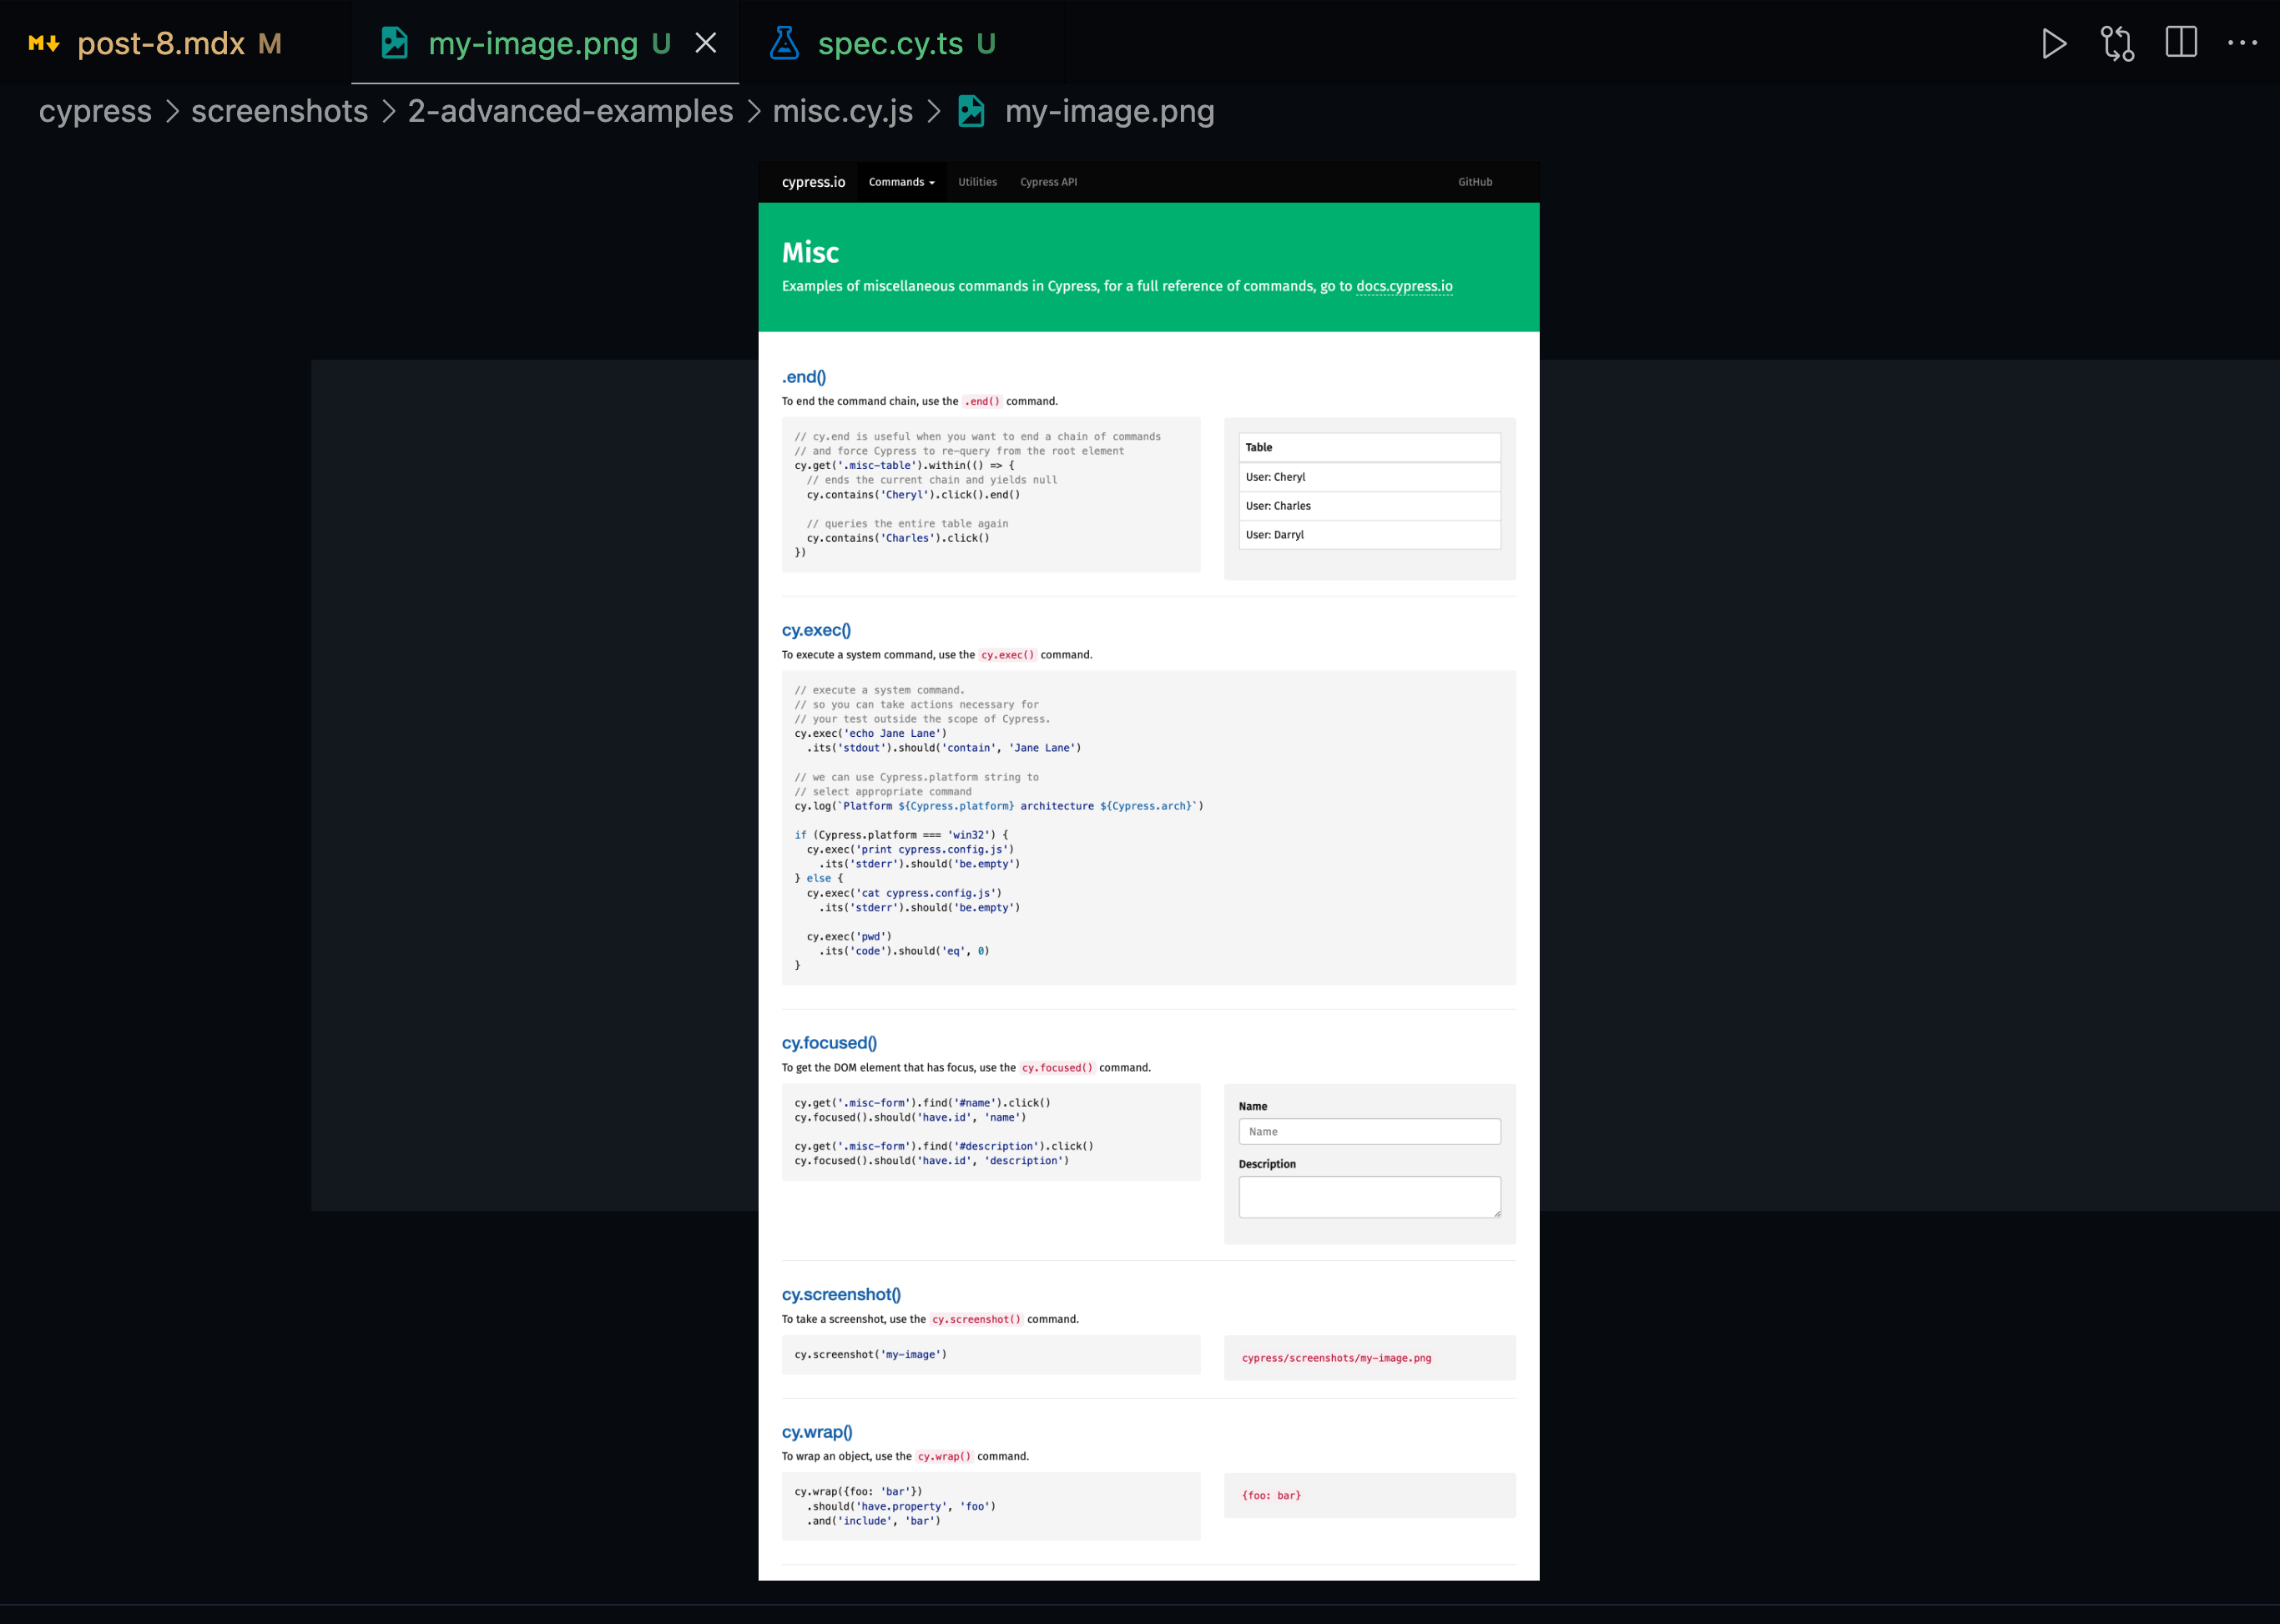 post-8.mdx M
my-image.png U
spec.cy.ts U
cypress > screenshots > 2-advanced-examples > misc.cy.js > my-image.png
cypress.io Commands Utilities Cypress API GitHub
Misc
Examples of miscellaneous commands in Cypress, for a full reference of commands, go to docs.cypress.io
.end()
To end the command chain, use the .end() command.
// cy.end is useful when you want to end a chain of commands
// and force Cypress to re-query from the root element
cy.get('.misc-table').within(() => {
  // ends the current chain and yields null
  cy.contains('Cheryl').click().end()
  // queries the entire table again
  cy.contains('Charles').click()
})
Table
User: Cheryl
User: Charles
User: Darryl
cy.exec()
To execute a system command, use the cy.exec() command.
// execute a system command.
// so you can take actions necessary for
// your test outside the scope of Cypress.
cy.exec('echo Jane Lane')
  .its('stdout').should('contain', 'Jane Lane')
// we can use Cypress.platform string to
// select appropriate command
cy.log(`Platform ${Cypress.platform} architecture ${Cypress.arch}`)
if (Cypress.platform === 'win32') {
  cy.exec('print cypress.config.js')
    .its('stderr').should('be.empty')
} else {
  cy.exec('cat cypress.config.js')
    .its('stderr').should('be.empty')
  cy.exec('pwd')
    .its('code').should('eq', 0)
}
cy.focused()
To get the DOM element that has focus, use the cy.focused() command.
cy.get('.misc-form').find('#name').click()
cy.focused().should('have.id', 'name')
cy.get('.misc-form').find('#description').click()
cy.focused().should('have.id', 'description')
Name
Name
Description
cy.screenshot()
To take a screenshot, use the cy.screenshot() command.
cy.screenshot('my-image')
cypress/screenshots/my-image.png
cy.wrap()
To wrap an object, use the cy.wrap() command.
cy.wrap({foo: 'bar'})
  .should('have.property', 'foo')
  .and('include', 'bar')
{foo: bar}